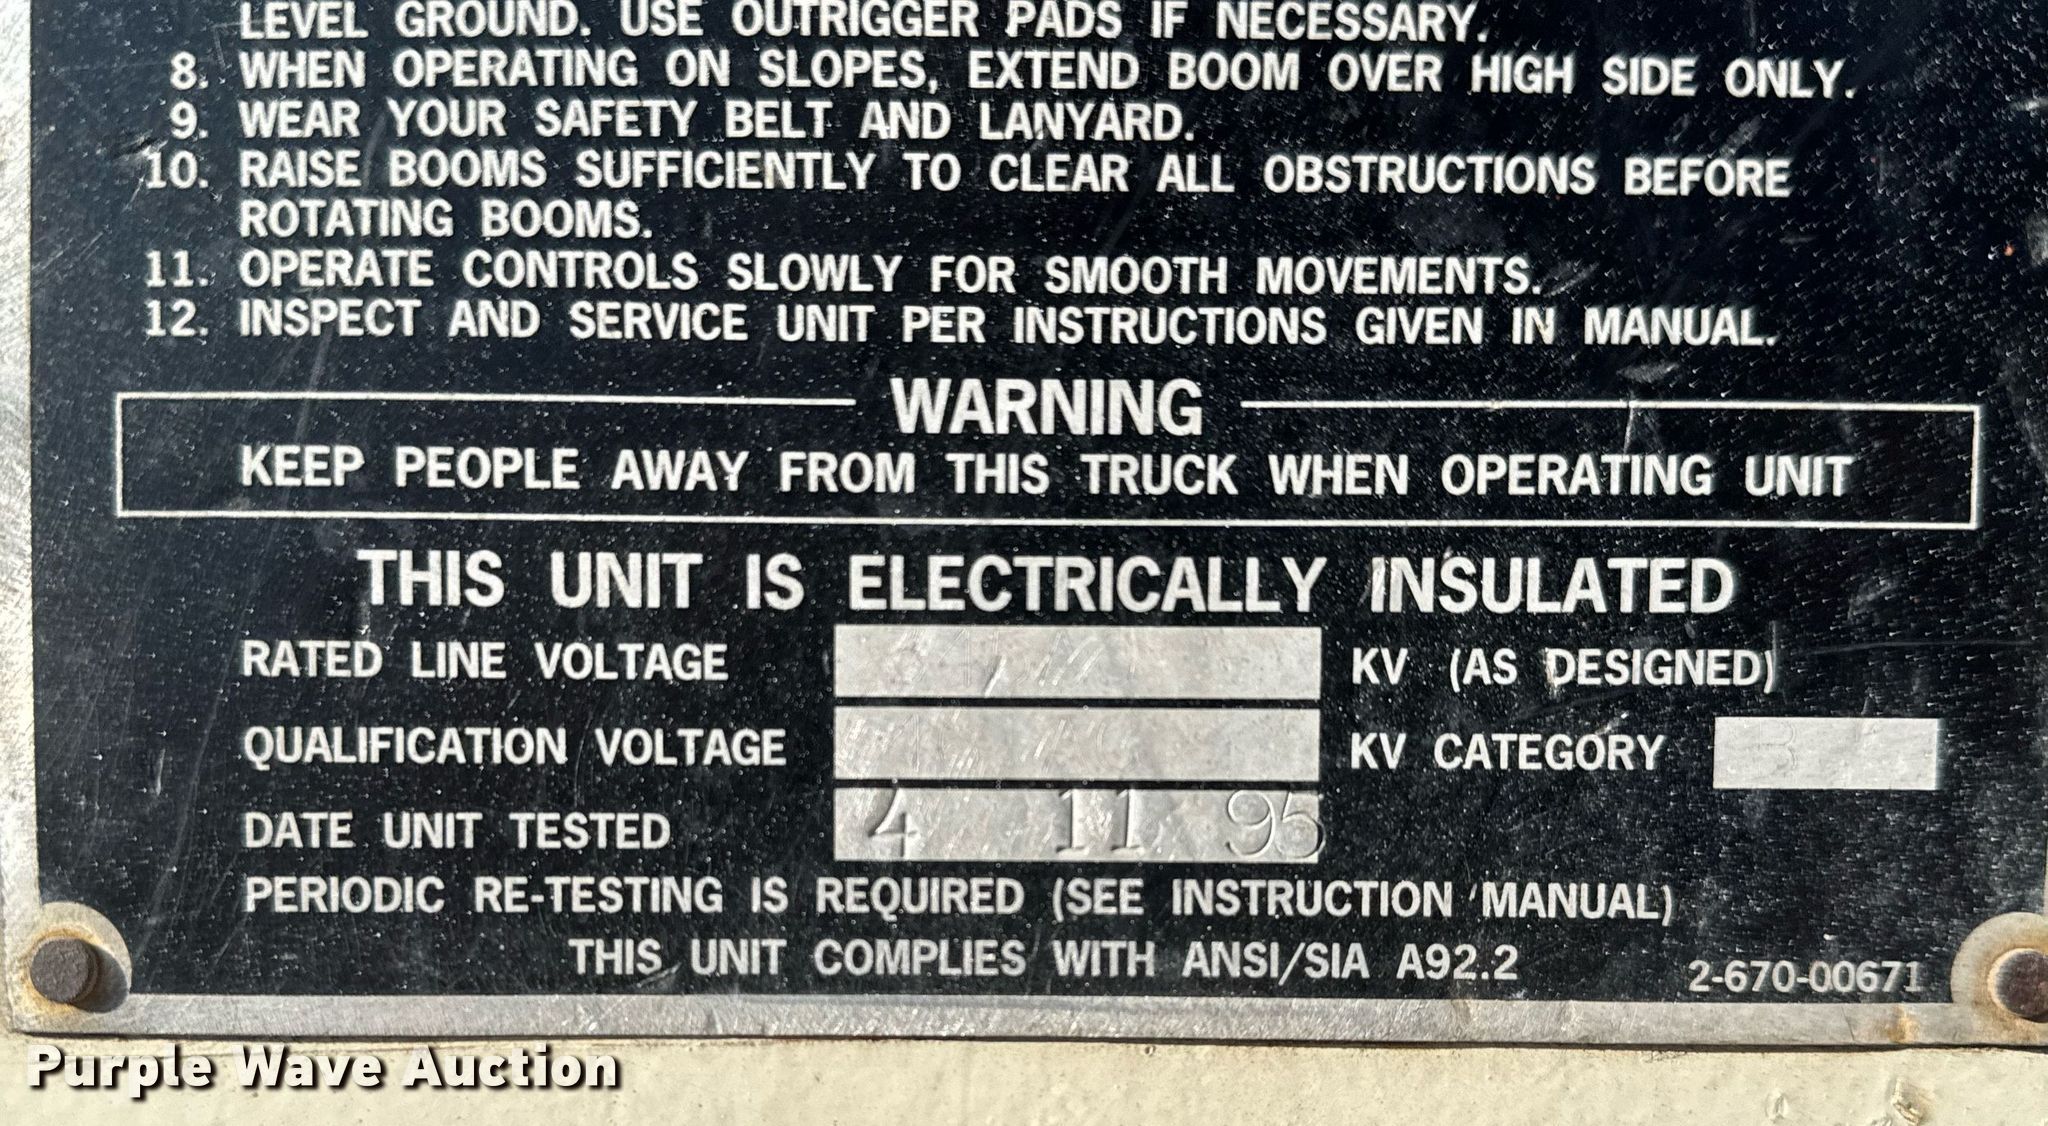 LEVEL GROUND. USE OUTRIGGER PADS IF NECESSARY.
8. WHEN OPERATING ON SLOPES, EXTEND BOOM OVER HIGH SIDE ONLY.
9. WEAR YOUR SAFETY BELT AND LANYARD.
10. RAISE BOOMS SUFFICIENTLY TO CLEAR ALL OBSTRUCTIONS BEFORE
ROTATING BOOMS.
11. OPERATE CONTROLS SLOWLY FOR SMOOTH MOVEMENTS.
12. INSPECT AND SERVICE UNIT PER INSTRUCTIONS GIVEN IN MANUAL.
WARNING
KEEP PEOPLE AWAY FROM THIS TRUCK WHEN OPERATING UNIT
THIS UNIT IS ELECTRICALLY INSULATED
RATED LINE VOLTAGE KV (AS DESIGNED)
QUALIFICATION VOLTAGE KV CATEGORY B
DATE UNIT TESTED 4 11 95
PERIODIC RE-TESTING IS REQUIRED (SEE INSTRUCTION MANUAL)
THIS UNIT COMPLIES WITH ANSI/SIA A92.2
2-670-00671
Purple Wave Auction